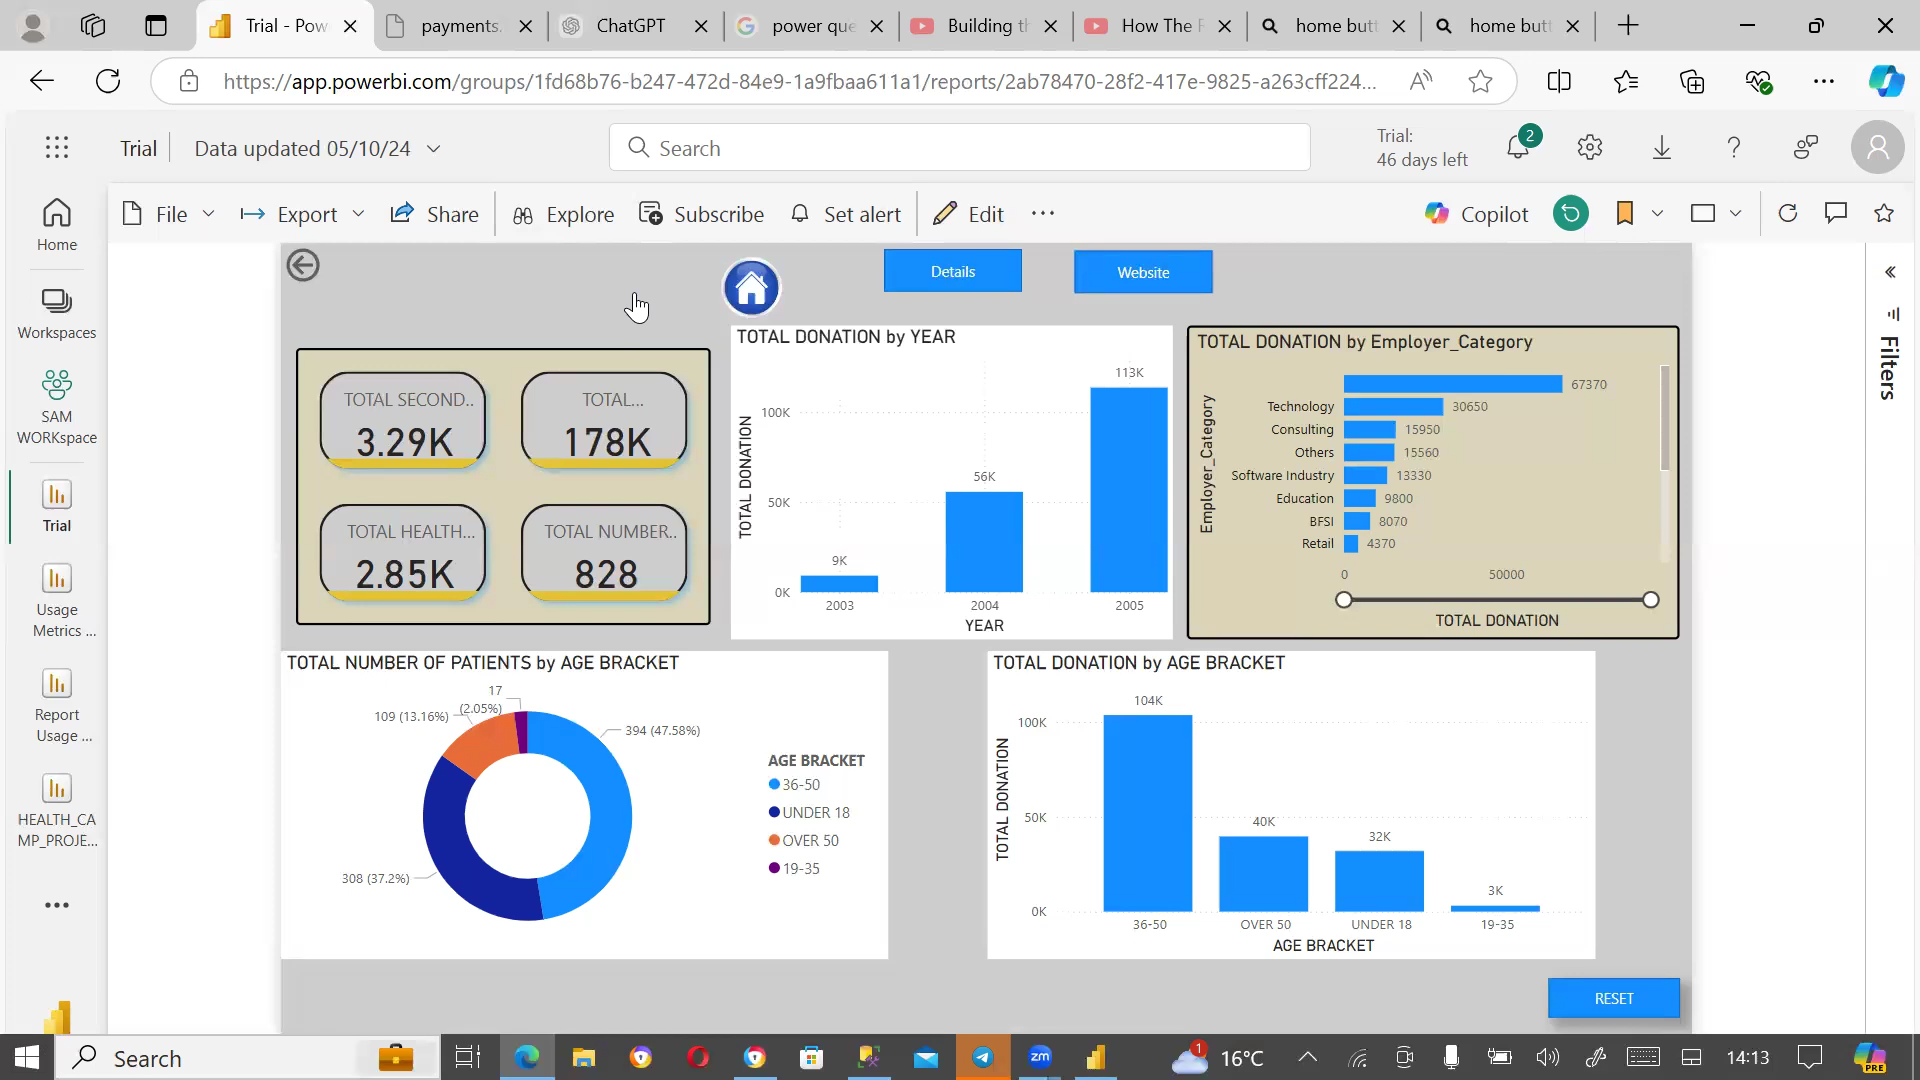 Trial - Pow
payments.
ChatGPT
power que
Building th
How The F
home butt
home butt
https://app.powerbi.com/groups/1fd68b76-b247-472d-84e9-1a9fbaa611a1/reports/2ab78470-28f2-417e-9825-a263cff224...
Trial
Data updated 05/10/24
Search
Trial:
46 days left
2
File
Export
Share
Explore
Subscribe
Set alert
Edit
Copilot
Home
Workspaces
SAM
WORKspace
Trial
Usage
Metrics ...
Report
Usage ...
HEALTH_CA
MP_PROJE...
Details
Website
Filters
TOTAL SECOND..
3.29K
TOTAL...
178K
TOTAL HEALTH...
2.85K
TOTAL NUMBER..
828
TOTAL DONATION by YEAR
TOTAL DONATION
100K
50K
0K
9K
56K
113K
2003
2004
2005
YEAR
TOTAL DONATION by Employer_Category
Employer_Category
67370
Technology 30650
Consulting 15950
Others 15560
Software Industry 13330
Education 9800
BFSI 8070
Retail 4370
0
50000
TOTAL DONATION
TOTAL NUMBER OF PATIENTS by AGE BRACKET
17
(2.05%)
109 (13.16%)
394 (47.58%)
308 (37.2%)
AGE BRACKET
36-50
UNDER 18
OVER 50
19-35
TOTAL DONATION by AGE BRACKET
TOTAL DONATION
100K
50K
0K
104K
40K
32K
3K
36-50
OVER 50
UNDER 18
19-35
AGE BRACKET
RESET
Search
zm
1
16°C
14:13
PRE